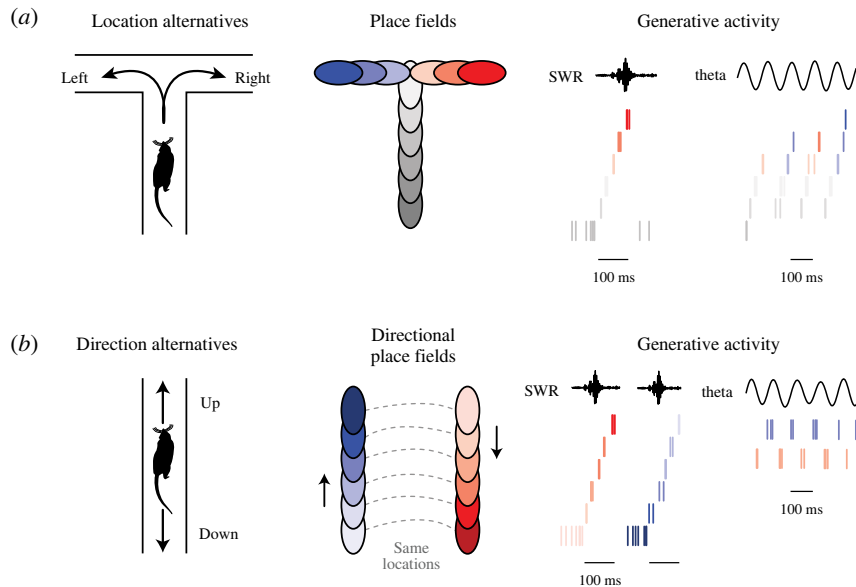 (a)
Location alternatives
Place fields
Generative activity
Left
Right
SWR
theta
100 ms
100 ms
(b)
Direction alternatives
Directional
place fields
Generative activity
Up
Down
Same
locations
SWR
theta
100 ms
100 ms